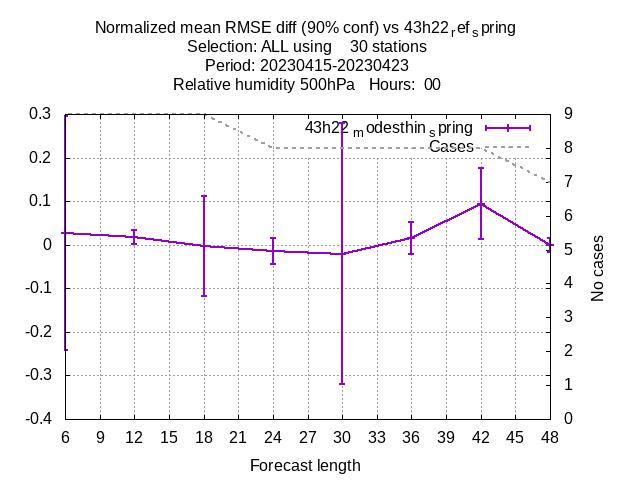 Normalized mean RMSE diff (90% conf) vs 43h22refspring
Selection: ALL using 30 stations
Period: 20230415-20230423
Relative humidity 500hPa Hours: 00
43h22modesthinspring
Cases
0.3
0.2
0.1
0
-0.1
-0.2
-0.3
-0.4
9
8
7
6
5
4
3
2
1
0
No cases
6 9 12 15 18 21 24 27 30 33 36 39 42 45 48
Forecast length